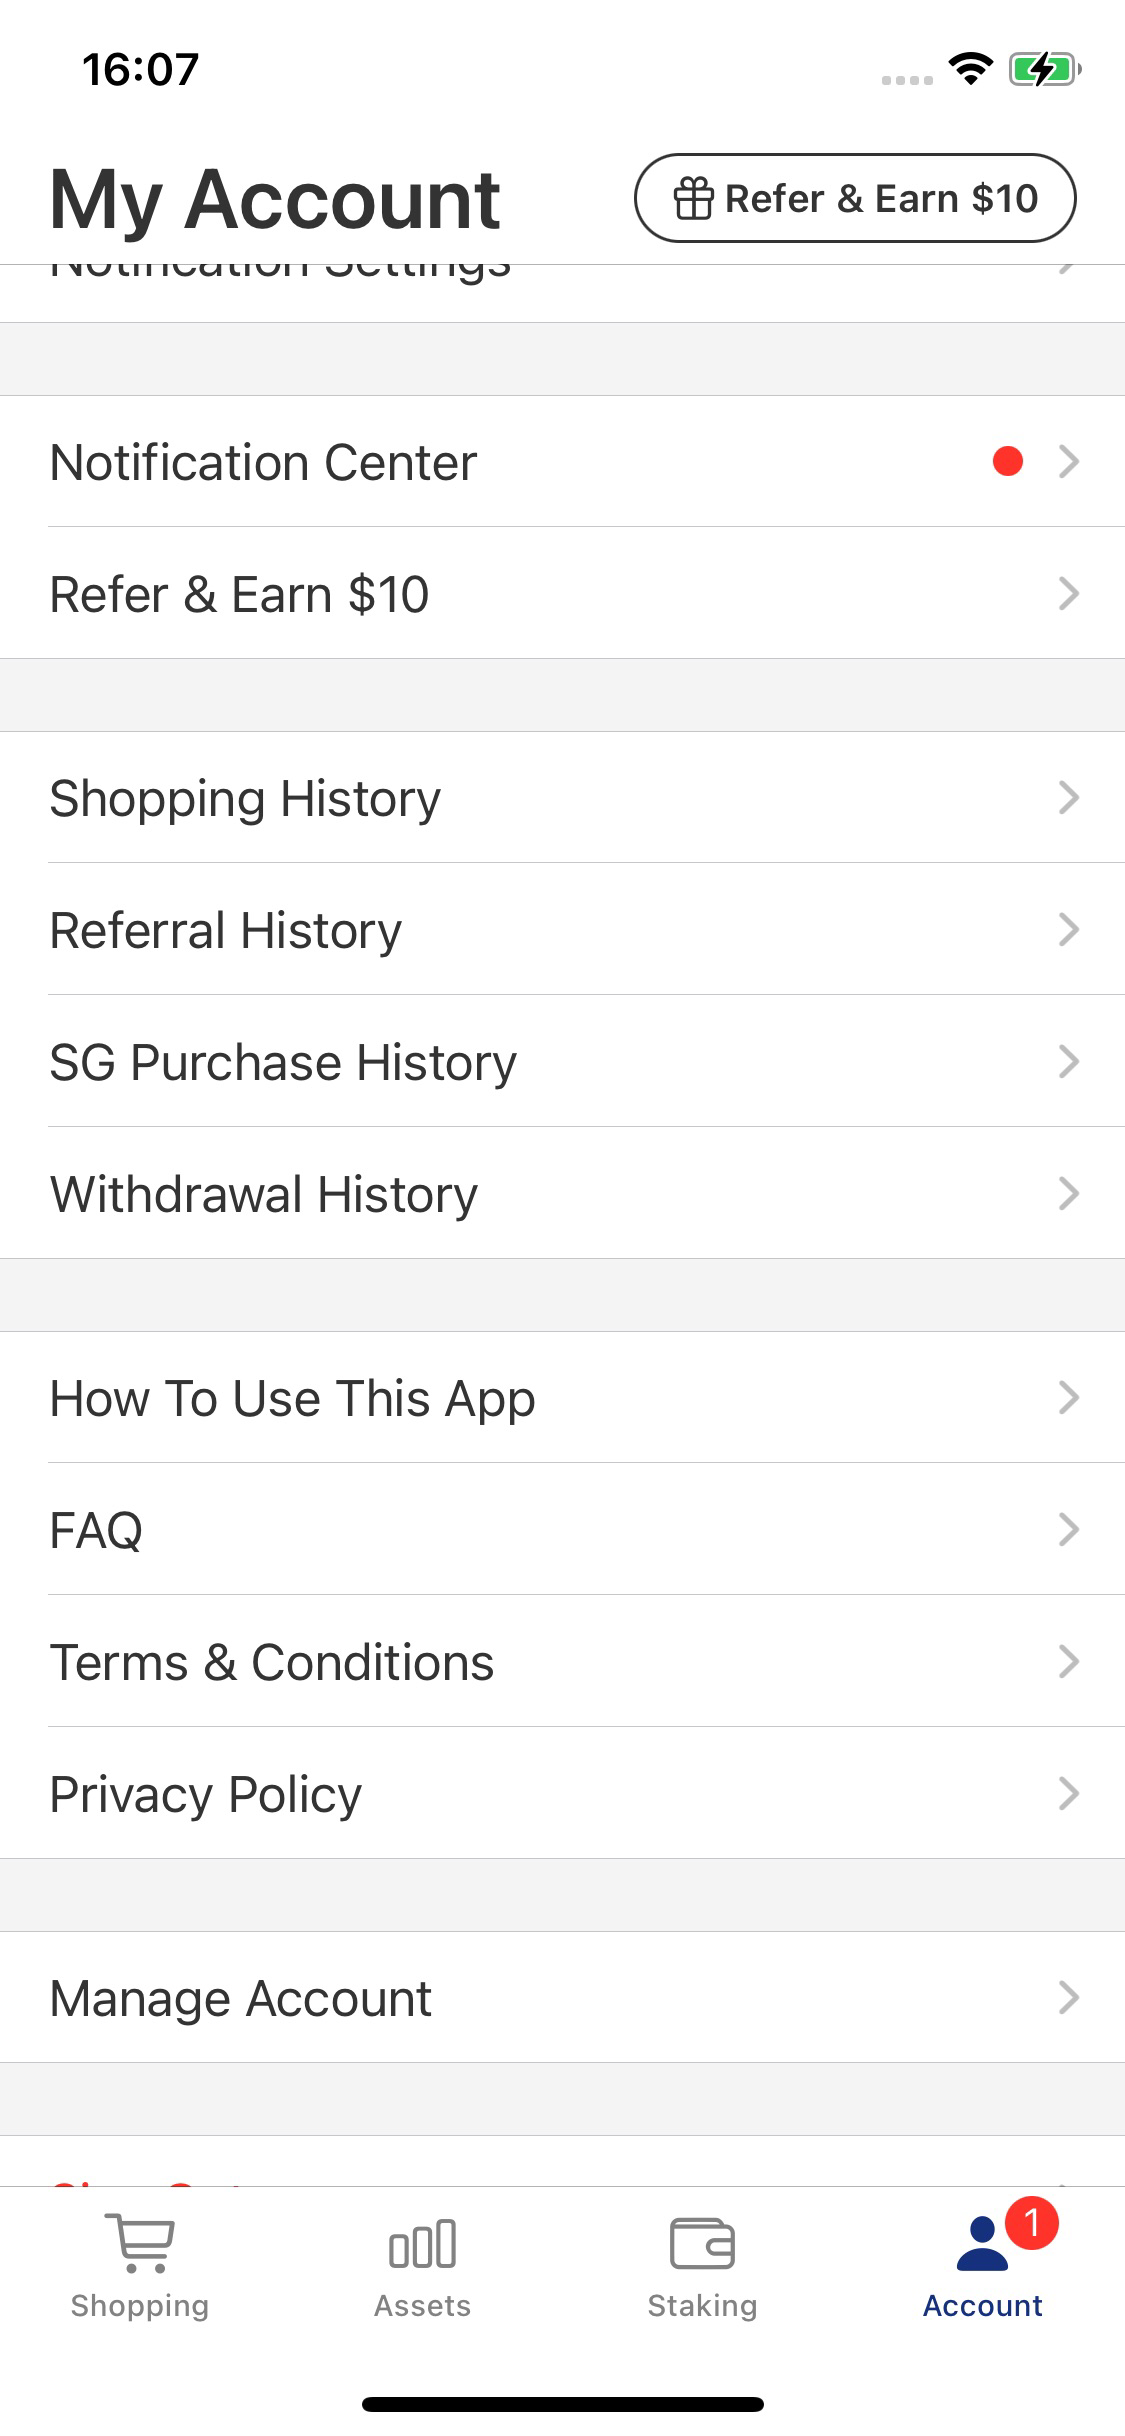 16:07
My Account
Refer & Earn $10
Notification Settings
Notification Center
Refer & Earn $10
Shopping History
Referral History
SG Purchase History
Withdrawal History
How To Use This App
FAQ
Terms & Conditions
Privacy Policy
Manage Account
1
Shopping
Assets
Staking
Account